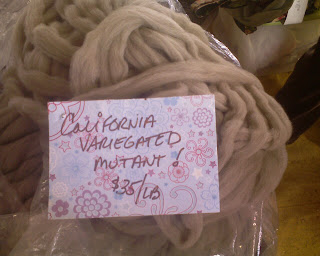 CALIFORNIA
VARIEGATED
MUTANT!
$35/LB